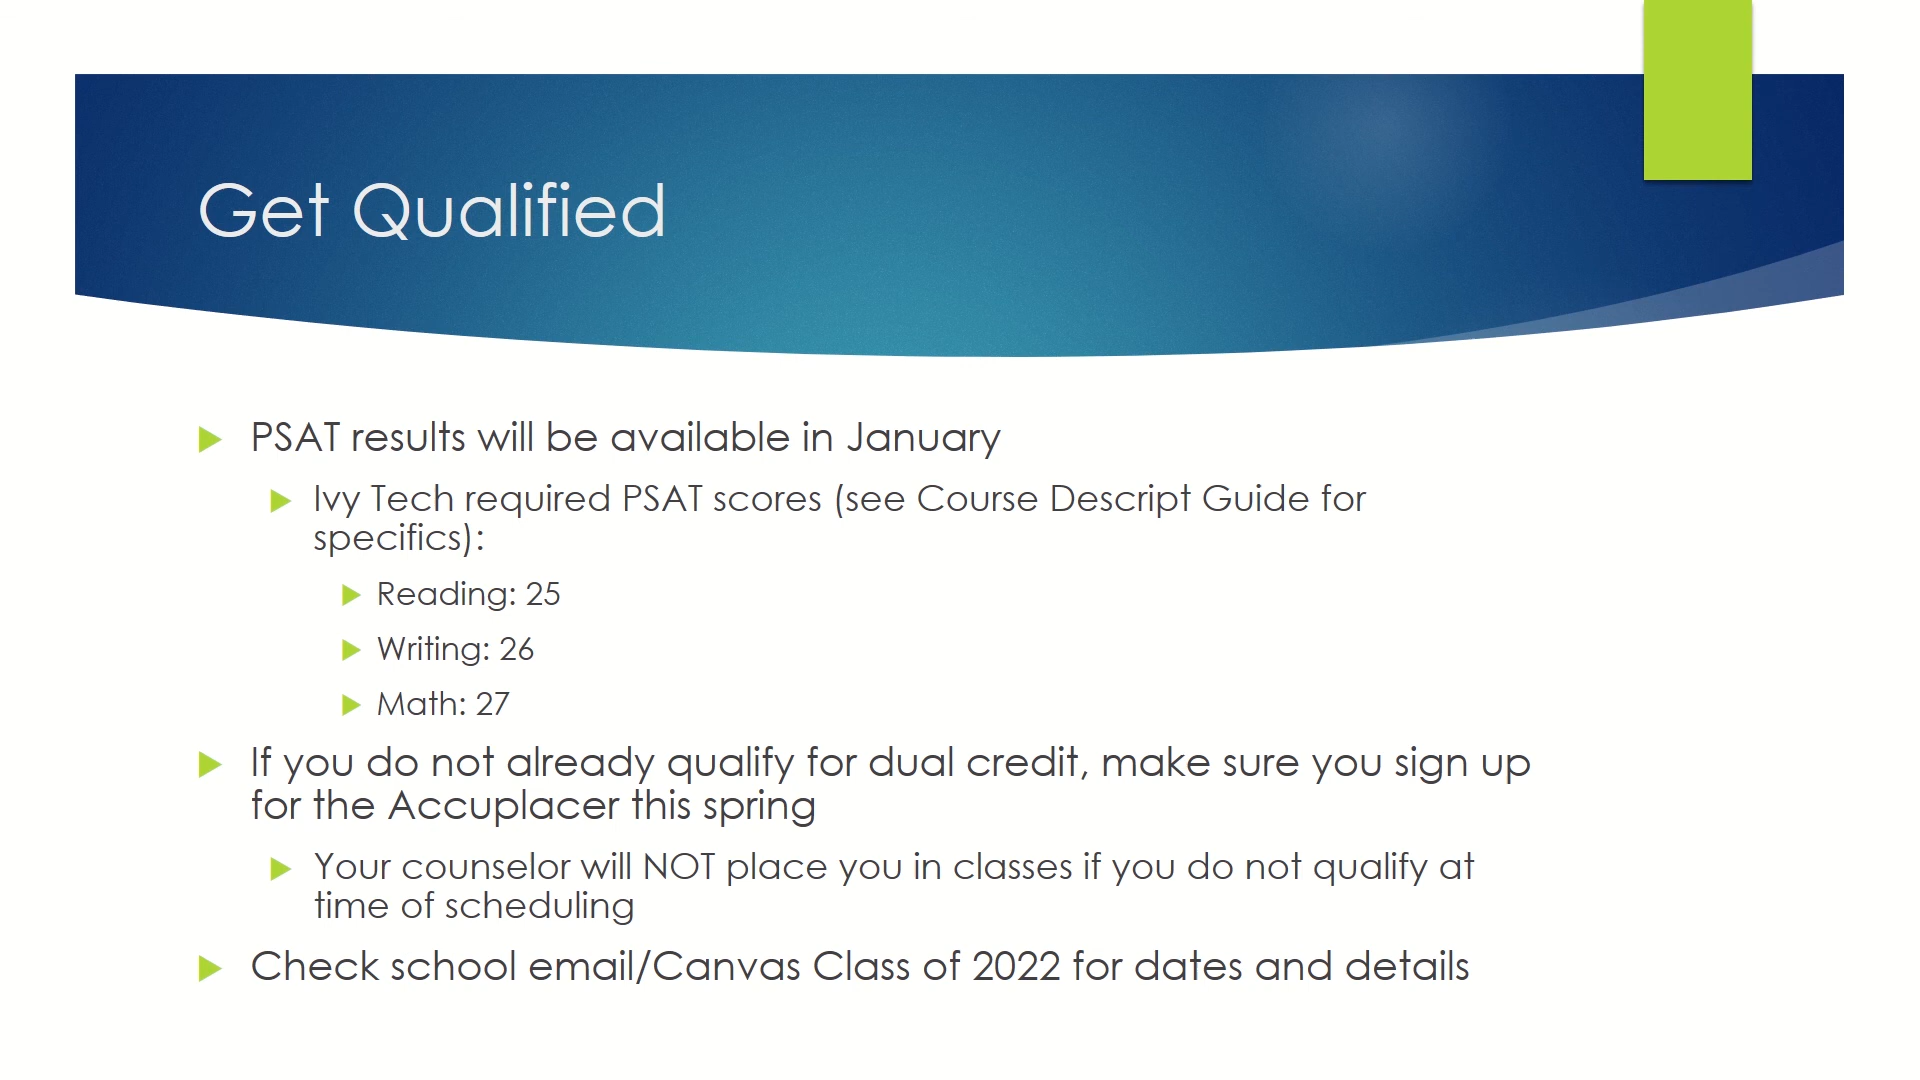 Get Qualified
PSAT results will be available in January
Ivy Tech required PSAT scores (see Course Descript Guide for
specifics):
Reading: 25
Writing: 26
Math: 27
If you do not already qualify for dual credit, make sure you sign up
for the Accuplacer this spring
Your counselor will NOT place you in classes if you do not qualify at
time of scheduling
Check school email/Canvas Class of 2022 for dates and details